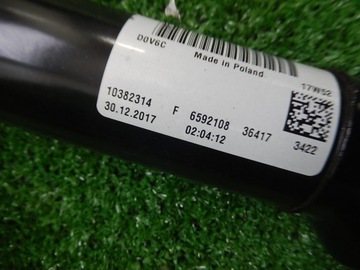 D0V6C
Made in Poland
17W52
10382314 F 6592108 36417
30.12.2017 02:04:12 3422